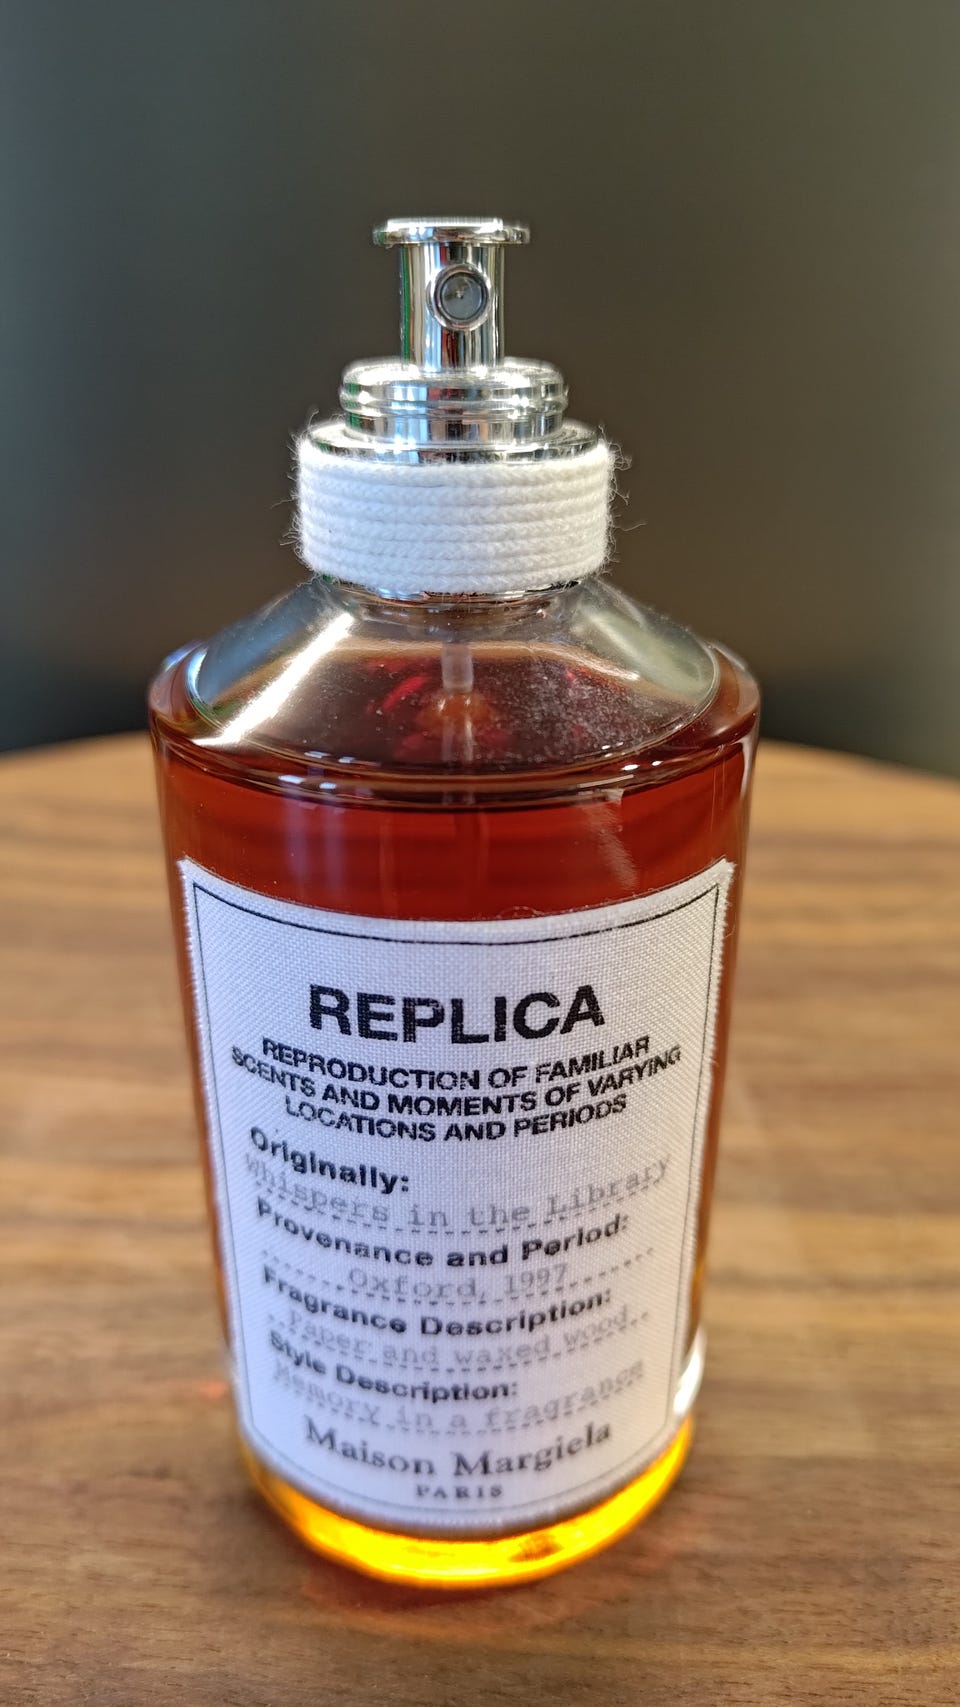 REPLICA
REPRODUCTION OF FAMILIAR
SCENTS AND MOMENTS OF VARYING
LOCATIONS AND PERIODS
Originally:
Whispers in the Library
Provenance and Period:
Oxford, 1997
Fragrance Description:
Paper and waxed wood
Style Description:
Memory in a fragrance
Maison Margiela
PARIS